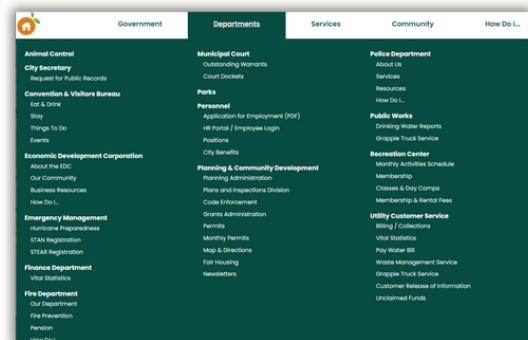 Government
Departments
Services
Community
How Do I...
Animal Control
City Secretary
Request for Public Records
Convention & Visitors Bureau
Eat & Drink
Stay
Things To Do
Events
Economic Development Corporation
About the EDC
Our Community
Business Resources
How Do I...
Emergency Management
Hurricane Preparedness
STAN Registration
STEAR Registration
Finance Department
Vital Statistics
Fire Department
Our Department
Fire Prevention
Pension
How Do I...
Municipal Court
Outstanding Warrants
Court Dockets
Parks
Personnel
Application for Employment (PDF)
HR Portal / Employee Login
Positions
City Benefits
Planning & Community Development
Planning Administration
Plans and Inspections Division
Code Enforcement
Grants Administration
Permits
Monthly Permits
Map & Directions
Fair Housing
Newsletters
Police Department
About Us
Services
Resources
How Do I...
Public Works
Drinking Water Reports
Grapple Truck Service
Recreation Center
Monthly Activities Schedule
Membership
Classes & Day Camps
Membership & Rental Fees
Utility Customer Service
Billing / Collections
Vital Statistics
Pay Water Bill
Waste Management Service
Grapple Truck Service
Customer Release of Information
Unclaimed Funds